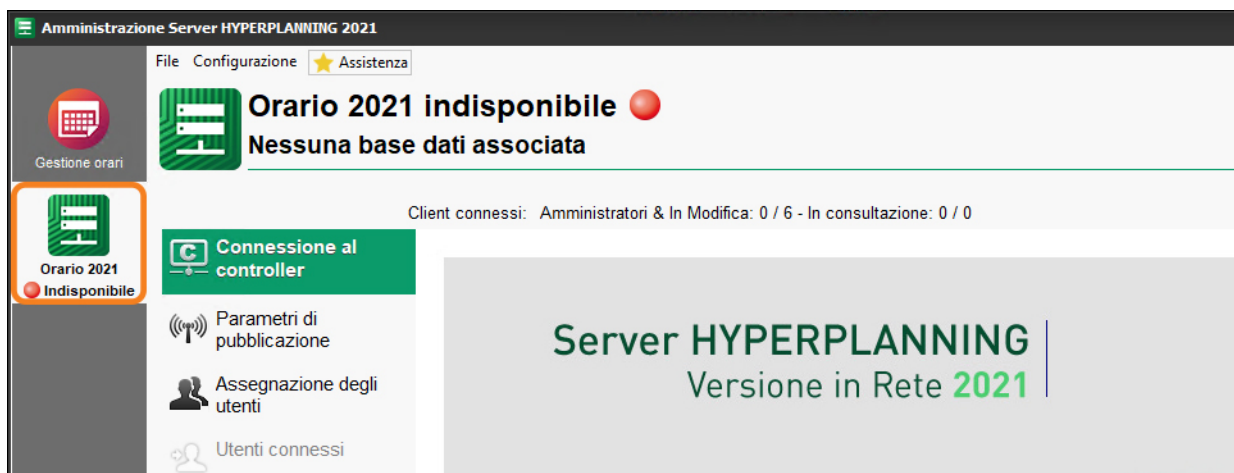 Amministrazione Server HYPERPLANNING 2021
File Configurazione Assistenza
Gestione orari
Orario 2021 indisponibile
Nessuna base dati associata
Orario 2021
Indisponibile
Client connessi: Amministratori & In Modifica: 0 / 6 - In consultazione: 0 / 0
C
Connessione al
controller
Parametri di
pubblicazione
Assegnazione degli
utenti
Utenti connessi
Server HYPERPLANNING
Versione in Rete 2021